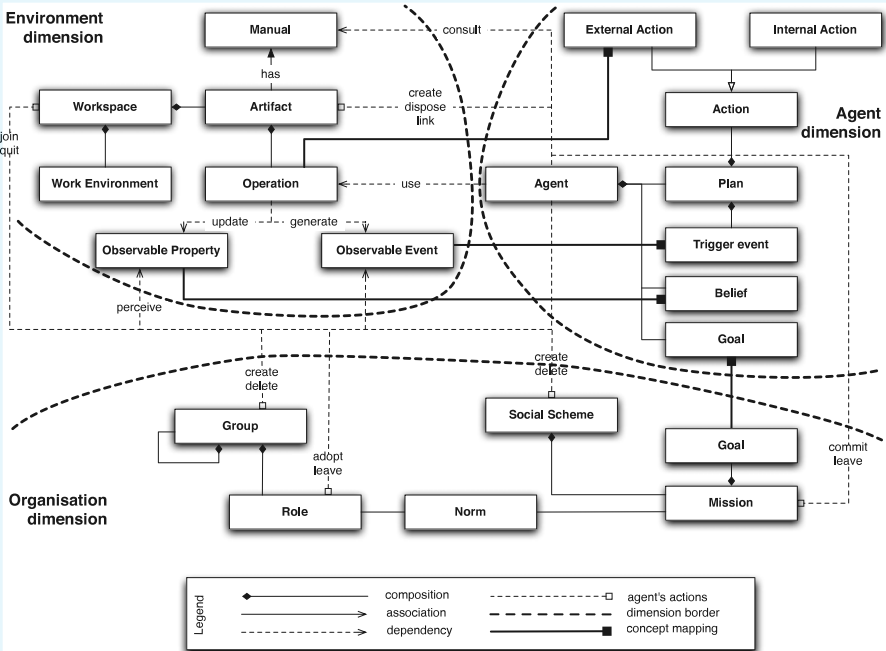 Environment
dimension
Manual
consult
External Action
Internal Action
has
Workspace
Artifact
create
dispose
link
Action
Agent
dimension
join
quit
Work Environment
Operation
use
Agent
Plan
update
generate
Observable Property
Observable Event
Trigger event
perceive
Belief
Goal
create
delete
create
delete
Group
Social Scheme
adopt
leave
Goal
commit
leave
Organisation
dimension
Role
Norm
Mission
Legend
composition
association
dependency
agent's actions
dimension border
concept mapping